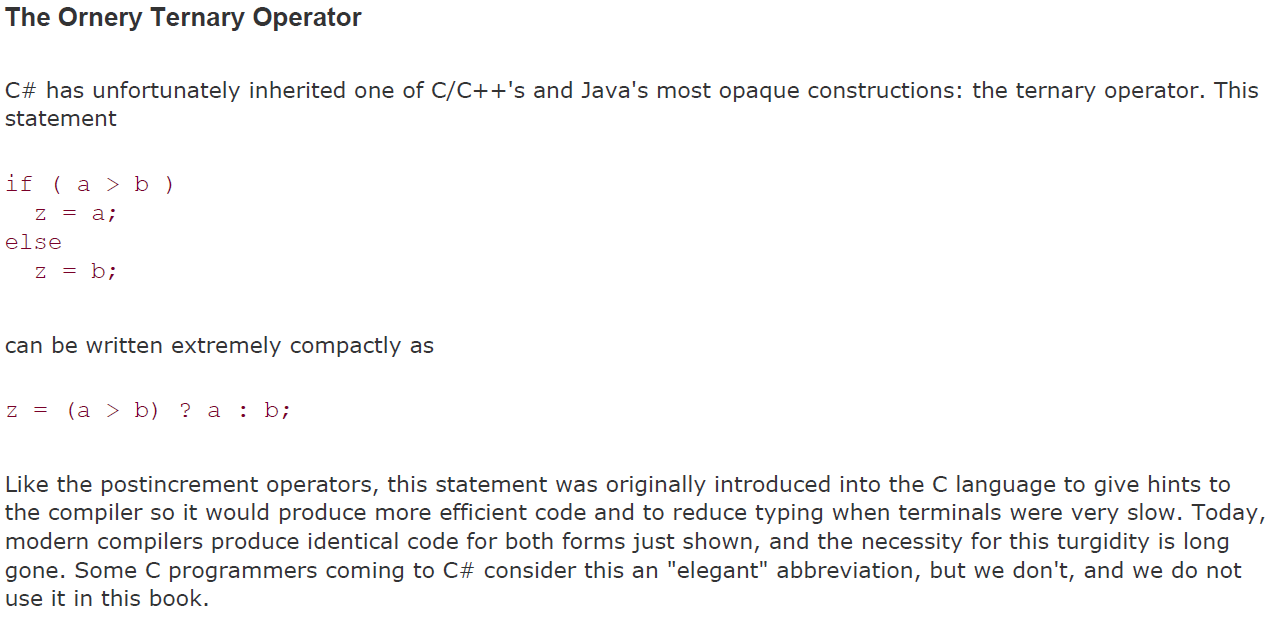 The Ornery Ternary Operator
C# has unfortunately inherited one of C/C++'s and Java's most opaque constructions: the ternary operator. This
statement
if ( a > b )
  z = a;
else
  z = b;
can be written extremely compactly as
z = (a > b) ? a : b;
Like the postincrement operators, this statement was originally introduced into the C language to give hints to
the compiler so it would produce more efficient code and to reduce typing when terminals were very slow. Today,
modern compilers produce identical code for both forms just shown, and the necessity for this turgidity is long
gone. Some C programmers coming to C# consider this an "elegant" abbreviation, but we don't, and we do not
use it in this book.